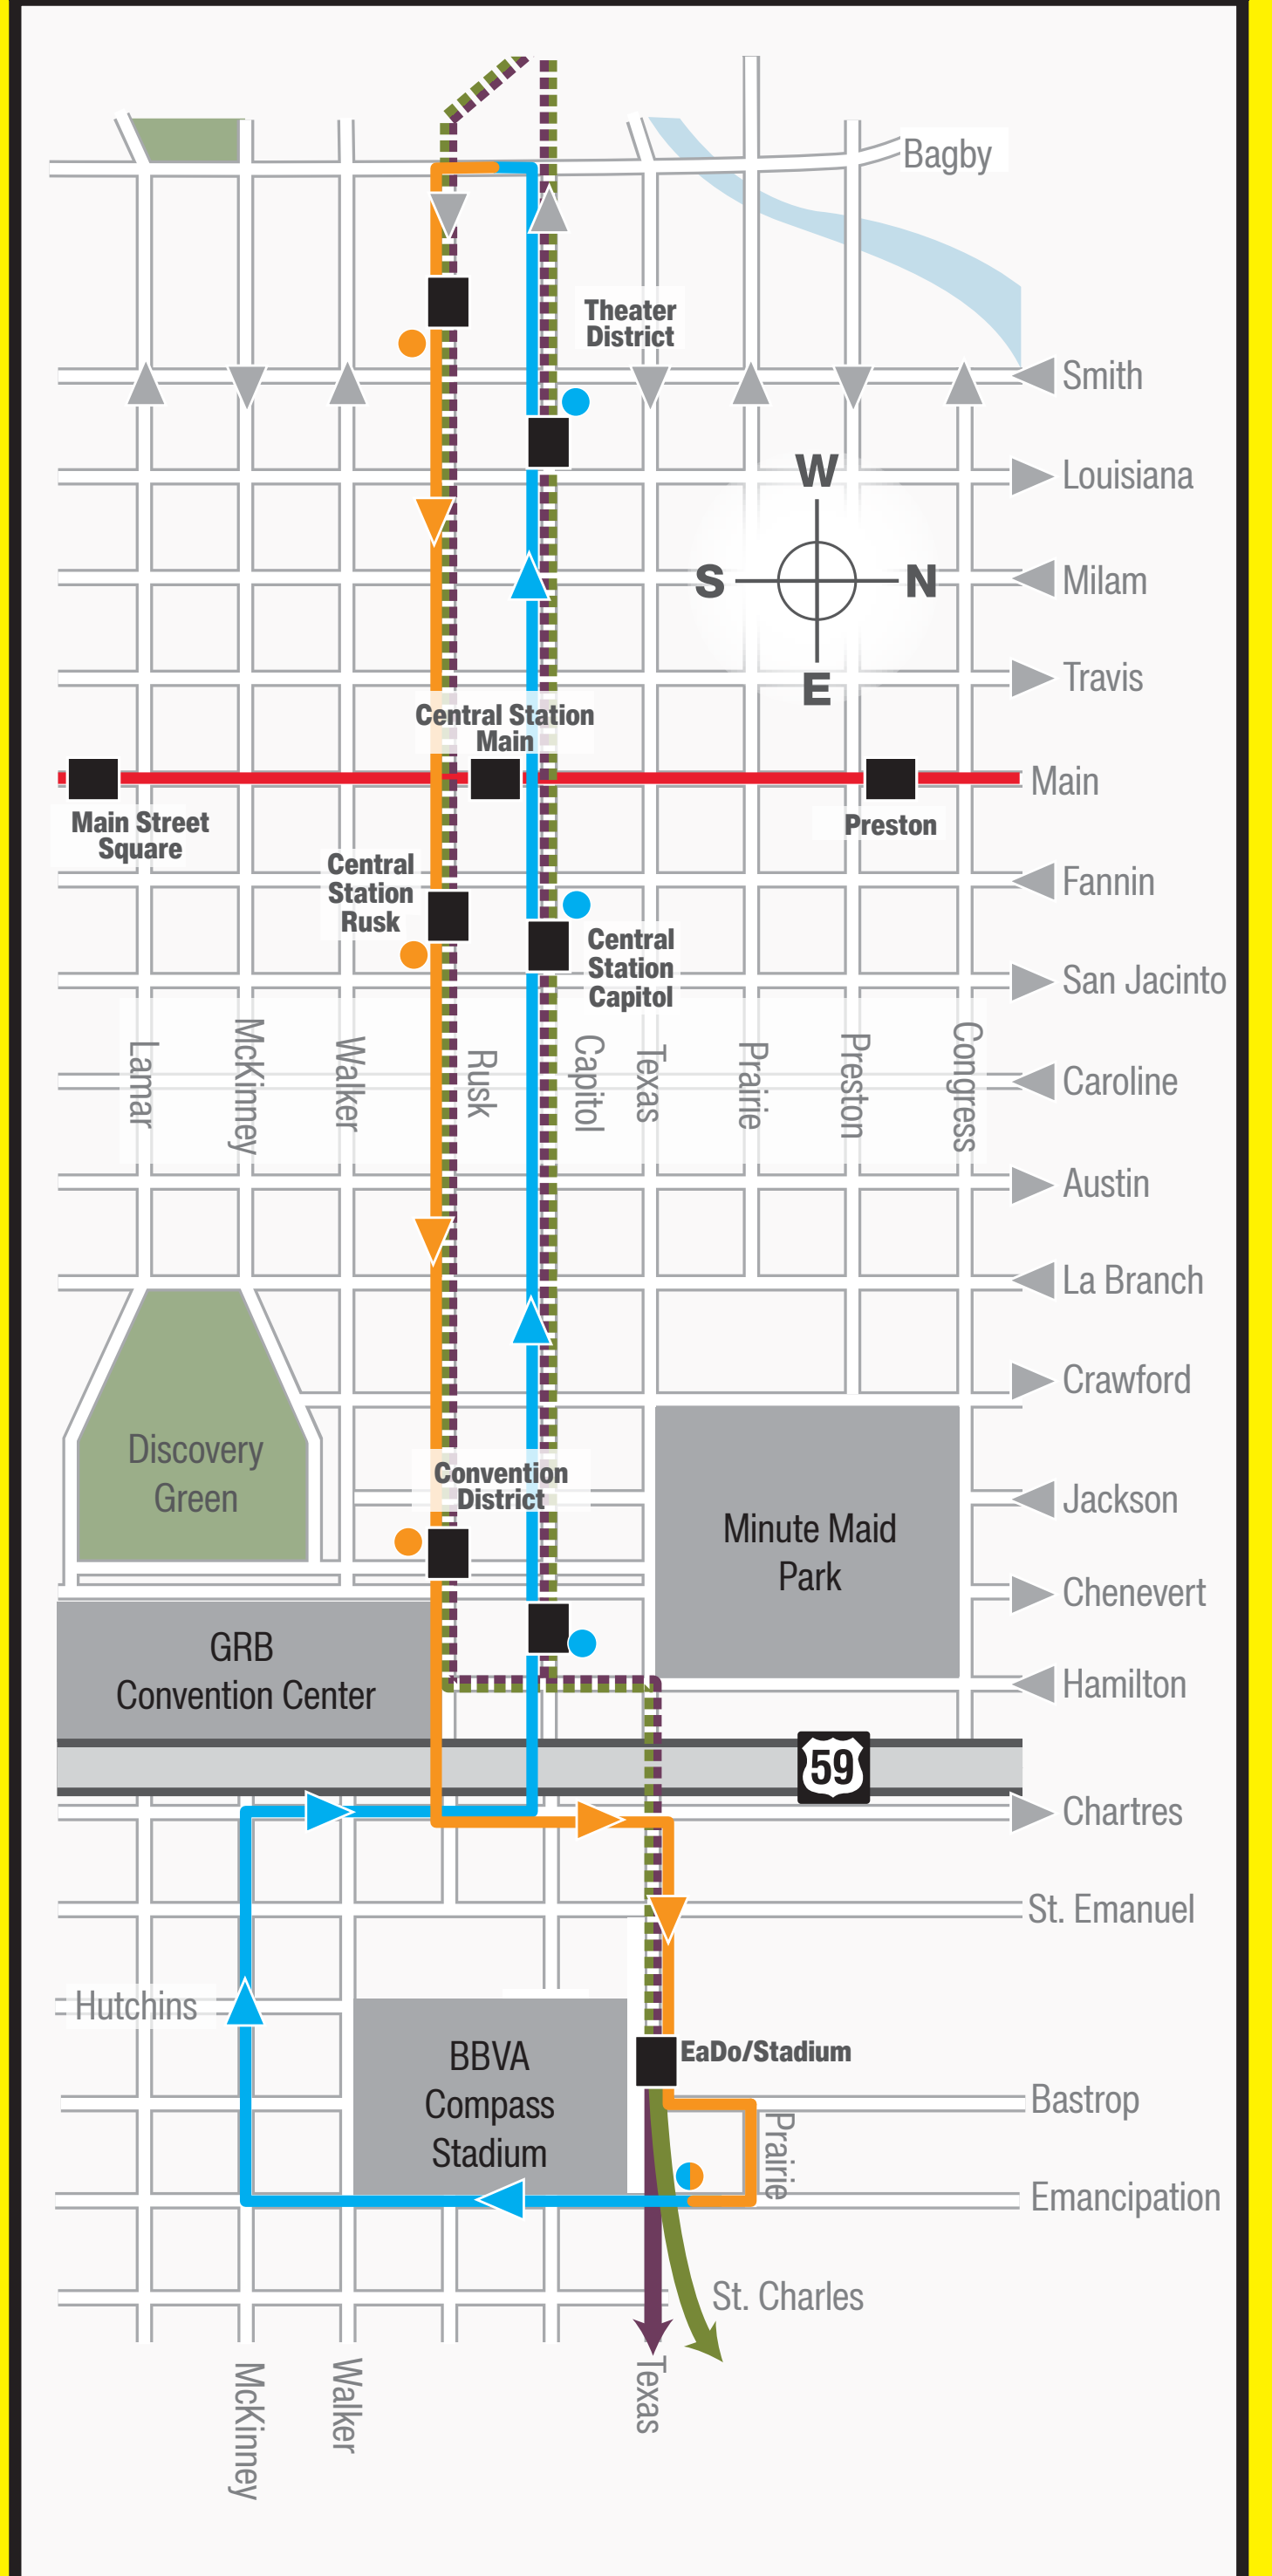 Bagby
Theater
District
Smith
W
Louisiana
S
N
Milam
E
Travis
Central Station
Main
Main
Main Street
Square
Preston
Central
Station
Rusk
Fannin
Central
Station
Capitol
San Jacinto
Lamar
McKinney
Walker
Rusk
Capitol
Texas
Prairie
Preston
Congress
Caroline
Austin
La Branch
Crawford
Discovery
Green
Convention
District
Jackson
Minute Maid
Park
Chenevert
GRB
Convention Center
Hamilton
59
Chartres
St. Emanuel
Hutchins
BBVA
Compass
Stadium
EaDo/Stadium
Bastrop
Prairie
Emancipation
St. Charles
McKinney
Walker
Texas